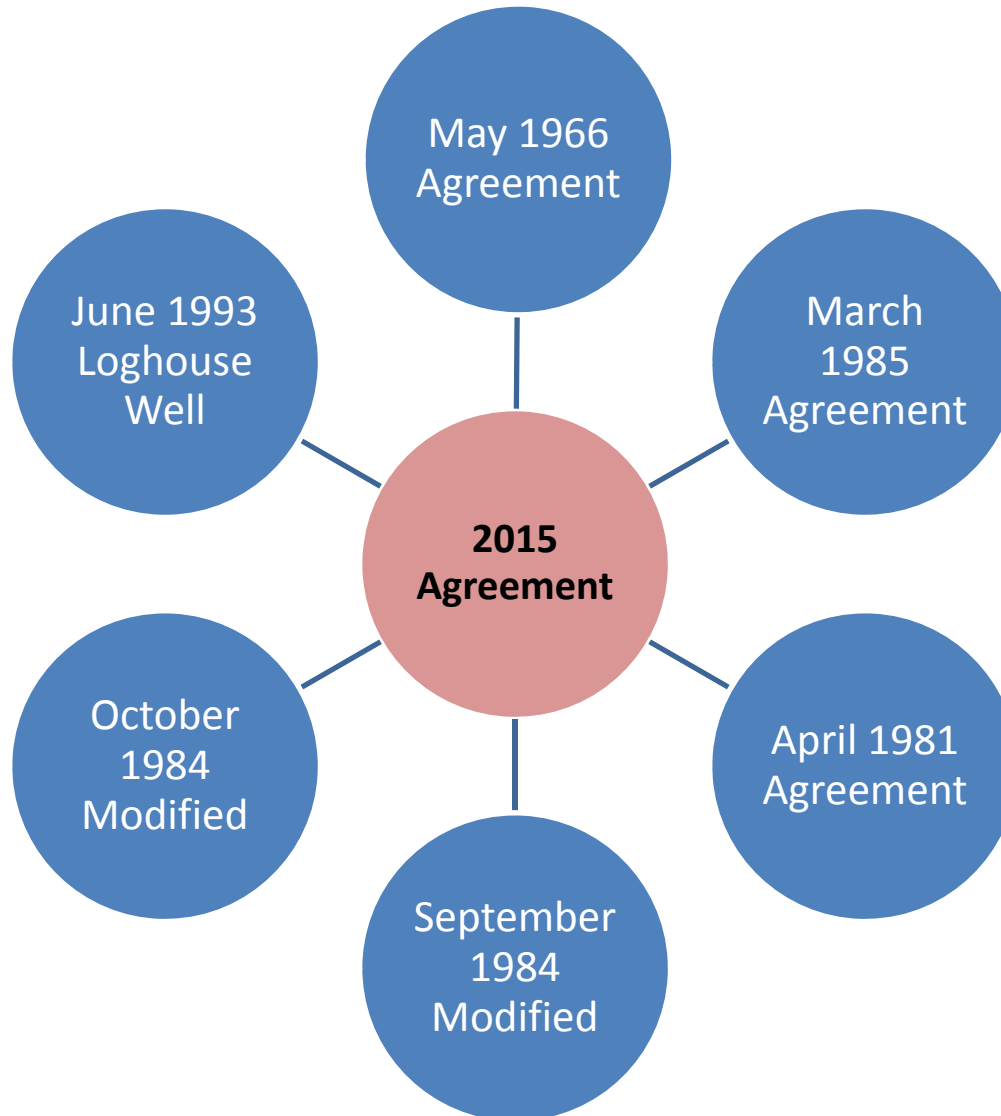 May 1966
Agreement
June 1993
Loghouse
Well
March
1985
Agreement
2015
Agreement
October
1984
Modified
April 1981
Agreement
September
1984
Modified